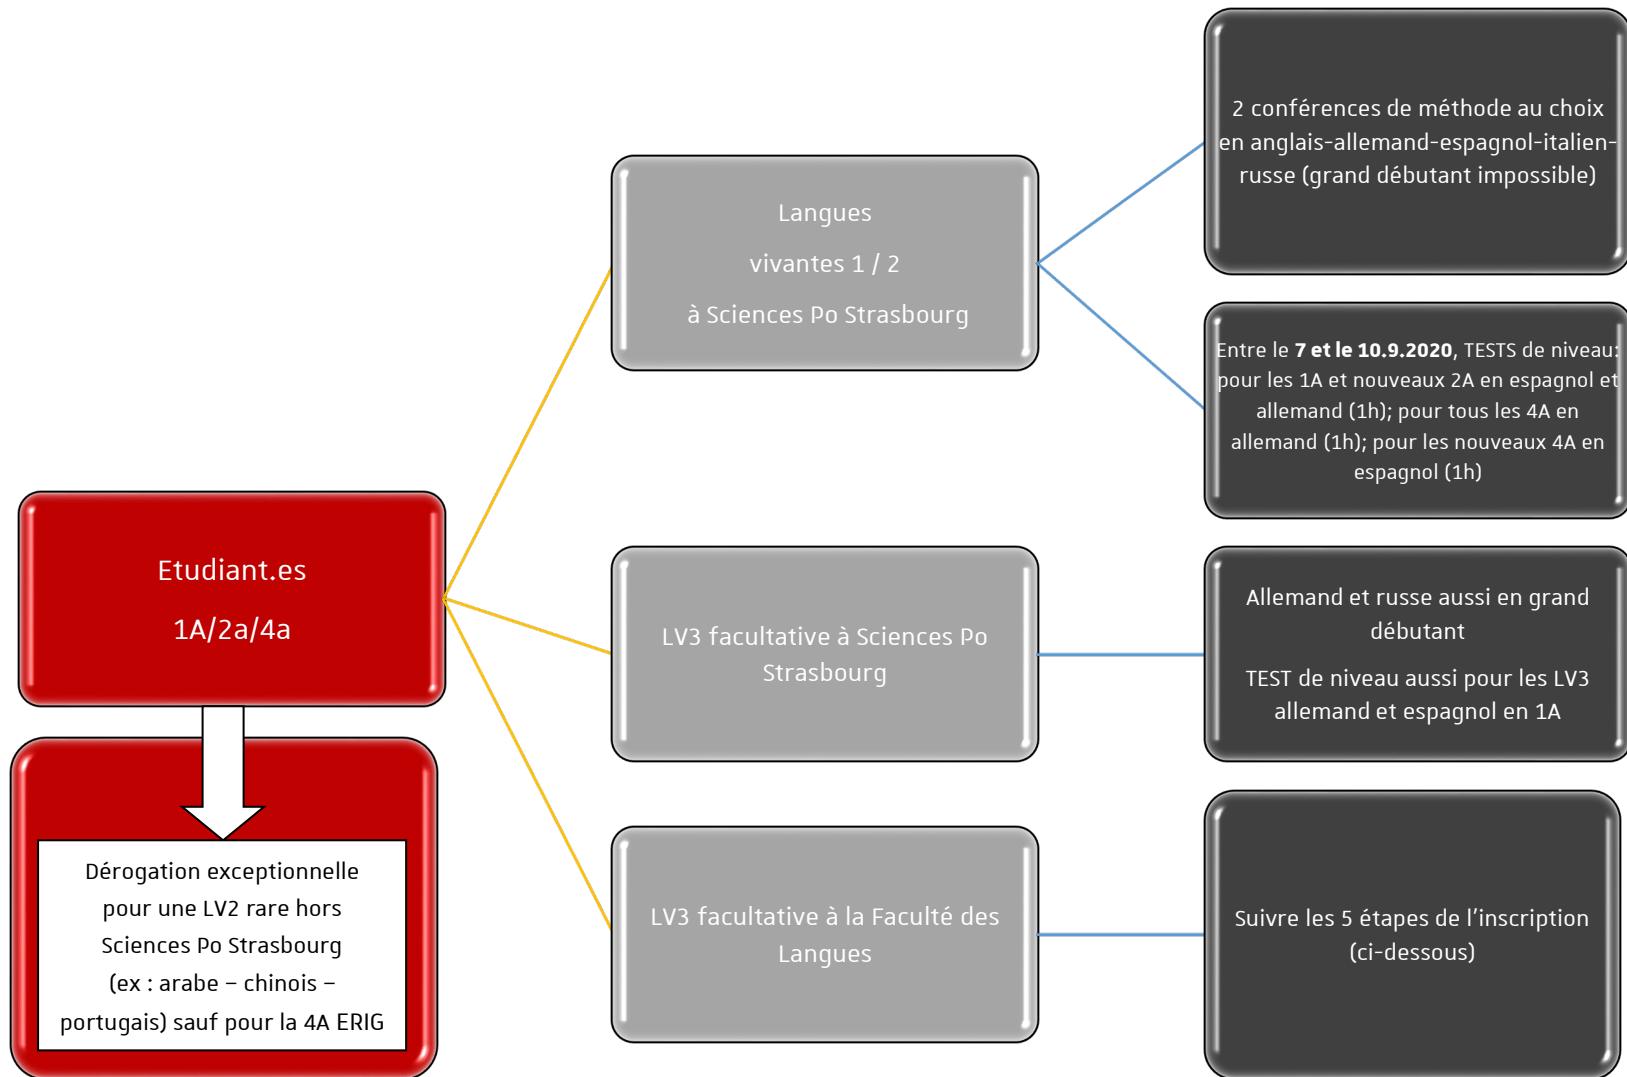 Etudiant.es
1A/2a/4a
Dérogation exceptionnelle
pour une LV2 rare hors
Sciences Po Strasbourg
(ex : arabe – chinois –
portugais) sauf pour la 4A ERIG
Langues
vivantes 1 / 2
à Sciences Po Strasbourg
2 conférences de méthode au choix
en anglais-allemand-espagnol-italien-
russe (grand débutant impossible)
Entre le 7 et le 10.9.2020, TESTS de niveau:
pour les 1A et nouveaux 2A en espagnol et
allemand (1h); pour tous les 4A en
allemand (1h); pour les nouveaux 4A en
espagnol (1h)
LV3 facultative à Sciences Po
Strasbourg
Allemand et russe aussi en grand
débutant
TEST de niveau aussi pour les LV3
allemand et espagnol en 1A
LV3 facultative à la Faculté des
Langues
Suivre les 5 étapes de l’inscription
(ci-dessous)